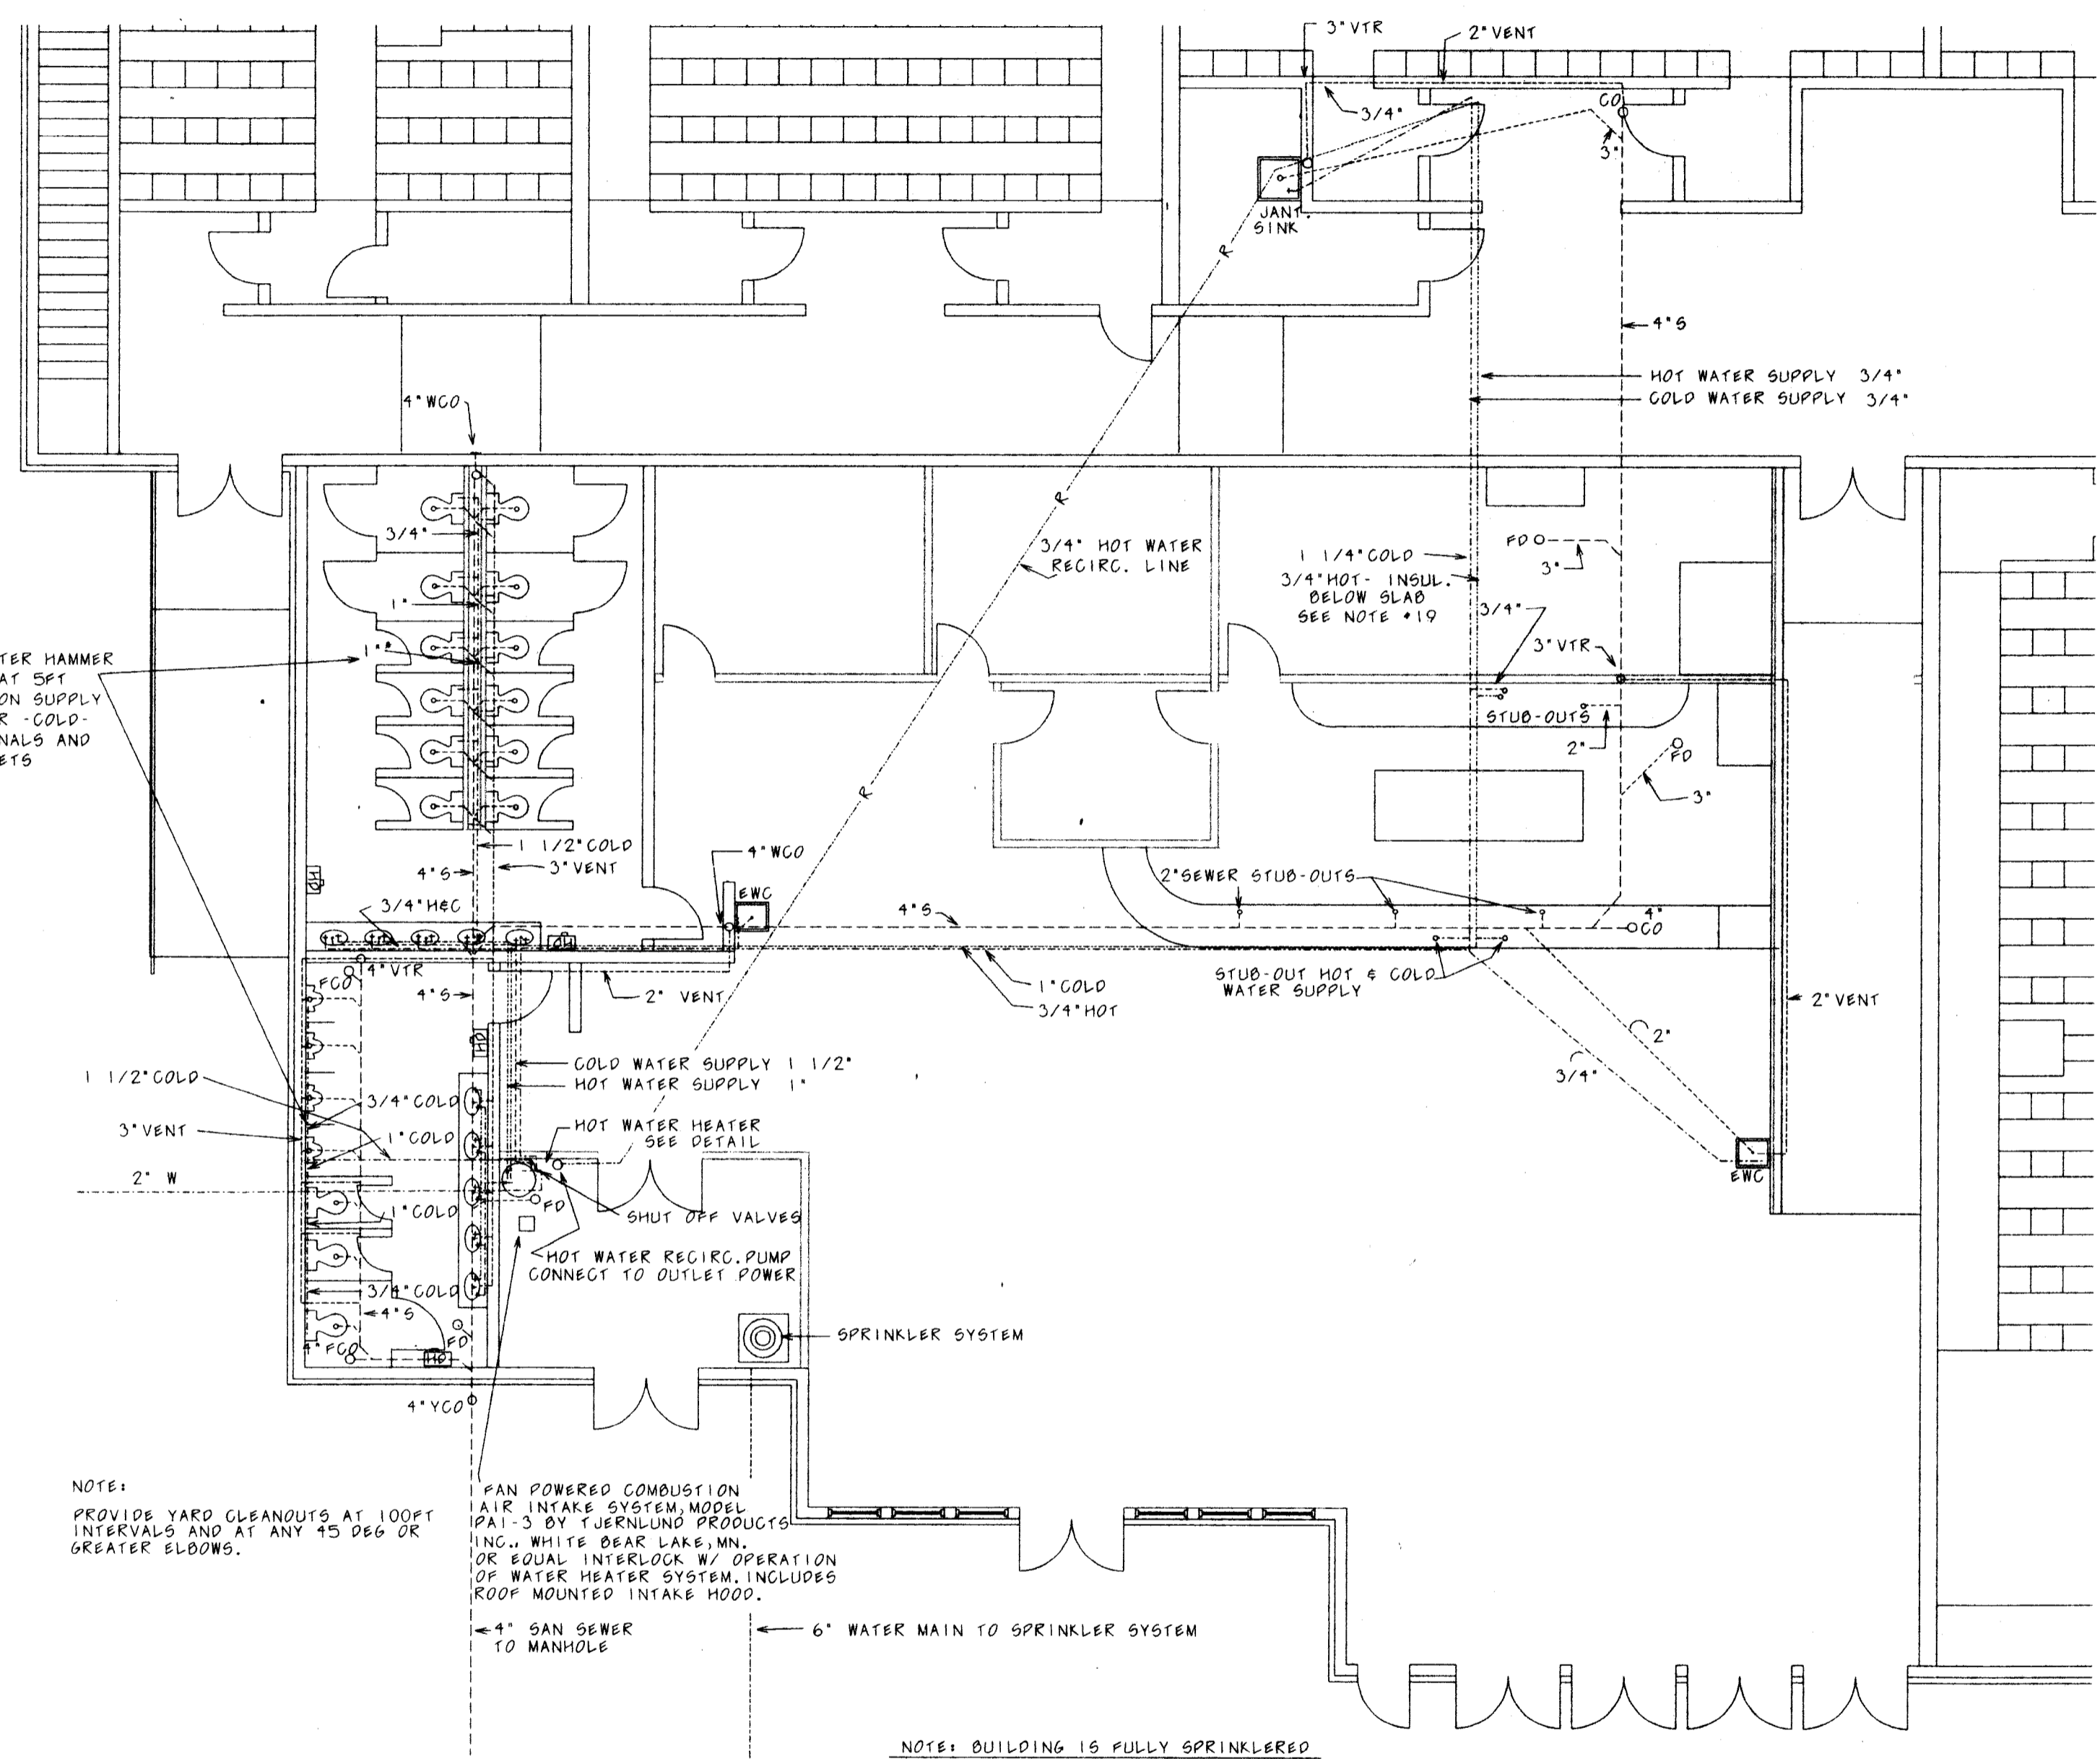 3" VTR
2" VENT
3/4"
CO
3"
JANT.
SINK
R
4"S
HOT WATER SUPPLY 3/4"
COLD WATER SUPPLY 3/4"
4" WCO
R
3/4"
3/4" HOT WATER
RECIRC. LINE
1 1/4" COLD
3/4" HOT- INSUL.
BELOW SLAB
SEE NOTE #19
FD
3"
1"
3/4"
3" VTR
TER HAMMER
AT 5FT
ON SUPPLY
R -COLD-
NALS AND
ETS
1"
STUB-OUTS
2"
FD
3"
R
1 1/2" COLD
4"S
3" VENT
4" WCO
EWC
HD
3/4" H&C
HD
2" SEWER STUB-OUTS
4"S
4"
CO
4" VTR
FCO
4"S
2" VENT
1" COLD
3/4" HOT
STUB-OUT HOT & COLD
WATER SUPPLY
2" VENT
HD
2"
3/4"
COLD WATER SUPPLY 1 1/2"
HOT WATER SUPPLY 1"
1 1/2" COLD
3/4" COLD
3" VENT
1" COLD
HOT WATER HEATER
SEE DETAIL
2" W
EWC
1" COLD
FD
SHUT OFF VALVES
HOT WATER RECIRC. PUMP
CONNECT TO OUTLET POWER
3/4" COLD
4"S
FD
4" FCO
HD
SPRINKLER SYSTEM
4" YCO
NOTE:
PROVIDE YARD CLEANOUTS AT 100FT
INTERVALS AND AT ANY 45 DEG OR
GREATER ELBOWS.
FAN POWERED COMBUSTION
AIR INTAKE SYSTEM, MODEL
PAI-3 BY TJERNLUND PRODUCTS
INC., WHITE BEAR LAKE, MN.
OR EQUAL INTERLOCK W/ OPERATION
OF WATER HEATER SYSTEM. INCLUDES
ROOF MOUNTED INTAKE HOOD.
4" SAN SEWER
TO MANHOLE
6" WATER MAIN TO SPRINKLER SYSTEM
NOTE: BUILDING IS FULLY SPRINKLERED